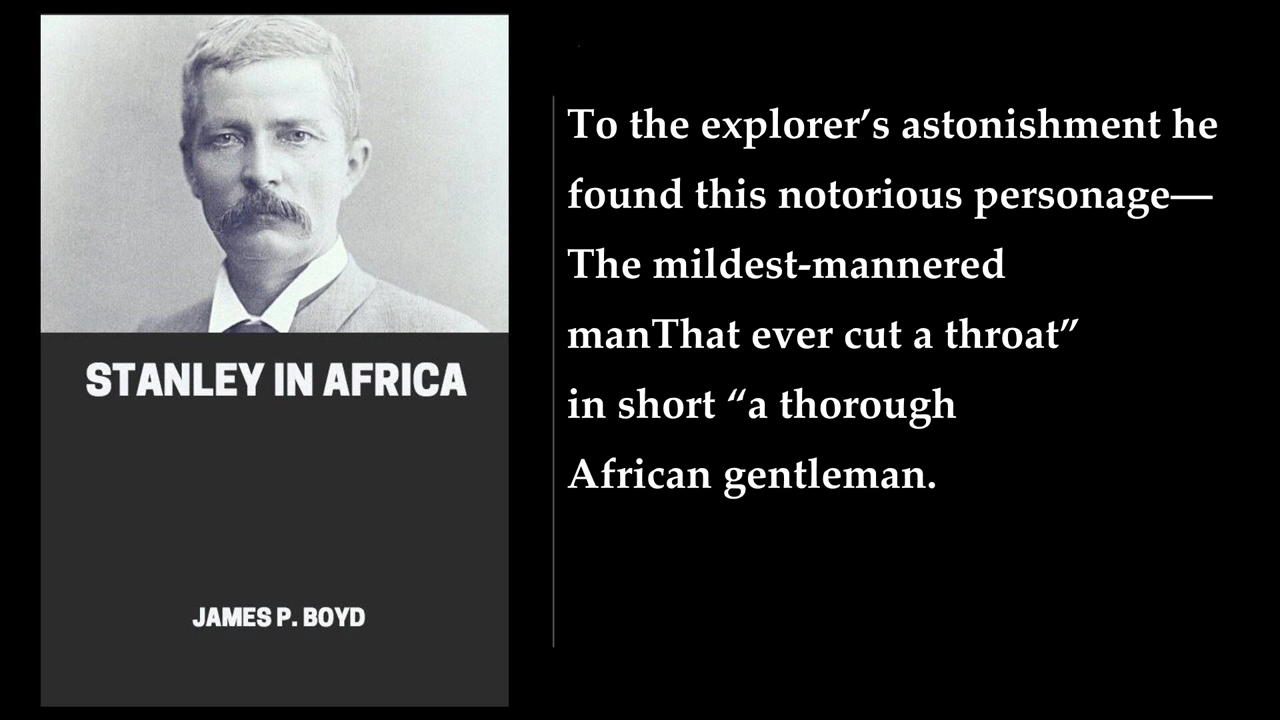 STANLEY IN AFRICA
JAMES P. BOYD
To the explorer’s astonishment he
found this notorious personage—
The mildest-mannered
manThat ever cut a throat”
in short “a thorough
African gentleman.